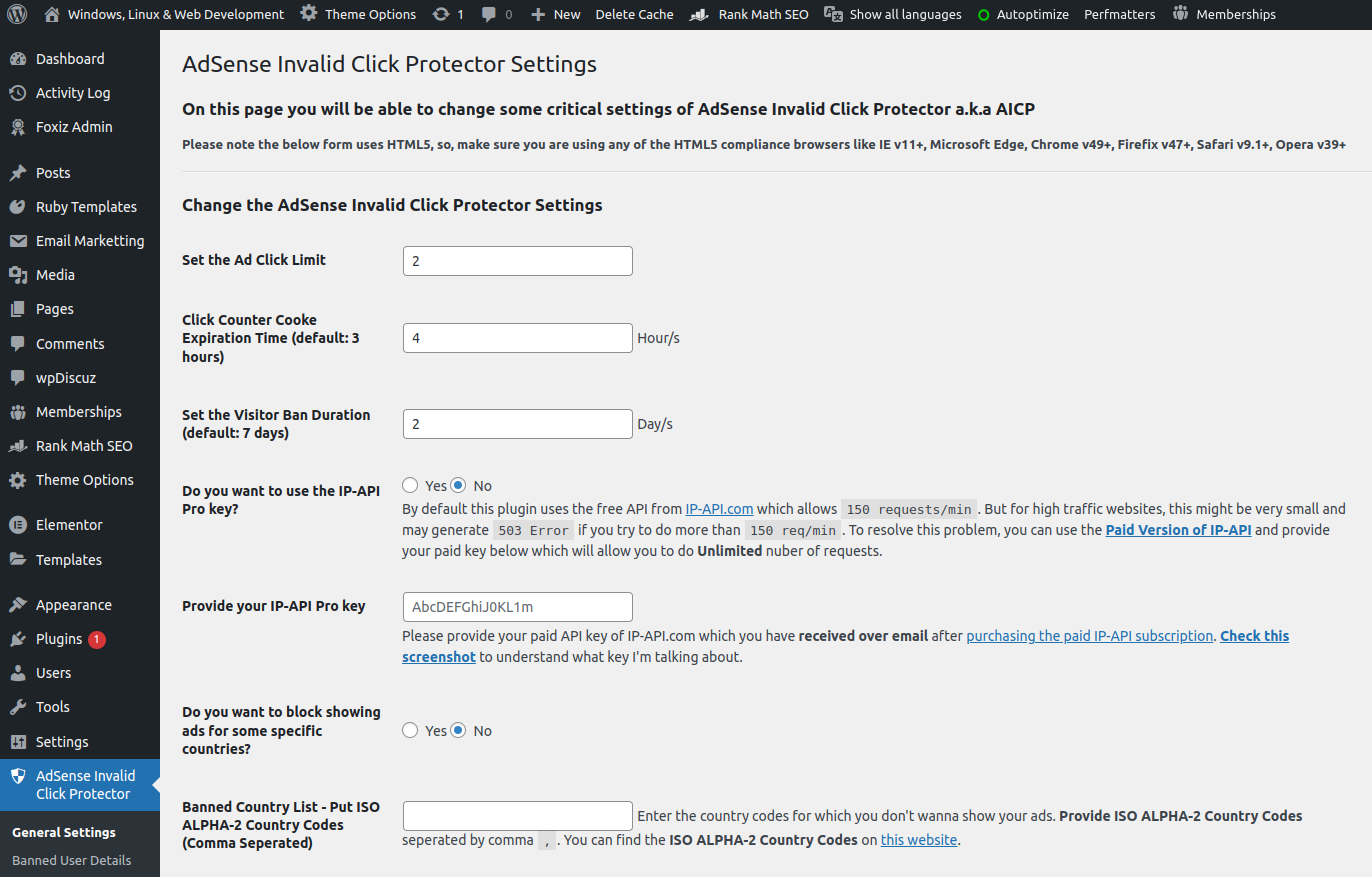 Windows, Linux & Web Development Theme Options 1 0 New Delete Cache Rank Math SEO Show all languages Autoptimize Perfmatters Memberships
Dashboard
Activity Log
Foxiz Admin
Posts
Ruby Templates
Email Marketting
Media
Pages
Comments
wpDiscuz
Memberships
Rank Math SEO
Theme Options
Elementor
Templates
Appearance
Plugins 1
Users
Tools
Settings
AdSense Invalid
Click Protector
General Settings
Banned User Details
AdSense Invalid Click Protector Settings
On this page you will be able to change some critical settings of AdSense Invalid Click Protector a.k.a AICP
Please note the below form uses HTML5, so, make sure you are using any of the HTML5 compliance browsers like IE v11+, Microsoft Edge, Chrome v49+, Firefix v47+, Safari v9.1+, Opera v39+
Change the AdSense Invalid Click Protector Settings
Set the Ad Click Limit
2
Click Counter Cooke
Expiration Time (default: 3
hours)
4 Hour/s
Set the Visitor Ban Duration
(default: 7 days)
2 Day/s
Do you want to use the IP-API
Pro key?
Yes No
By default this plugin uses the free API from IP-API.com which allows 150 requests/min . But for high traffic websites, this might be very small and
may generate 503 Error if you try to do more than 150 req/min . To resolve this problem, you can use the Paid Version of IP-API and provide
your paid key below which will allow you to do Unlimited nuber of requests.
Provide your IP-API Pro key
AbcDEFGhiJ0KL1m
Please provide your paid API key of IP-API.com which you have received over email after purchasing the paid IP-API subscription. Check this
screenshot to understand what key I'm talking about.
Do you want to block showing
ads for some specific
countries?
Yes No
Banned Country List - Put ISO
ALPHA-2 Country Codes
(Comma Seperated)
Enter the country codes for which you don't wanna show your ads. Provide ISO ALPHA-2 Country Codes
seperated by comma , . You can find the ISO ALPHA-2 Country Codes on this website.